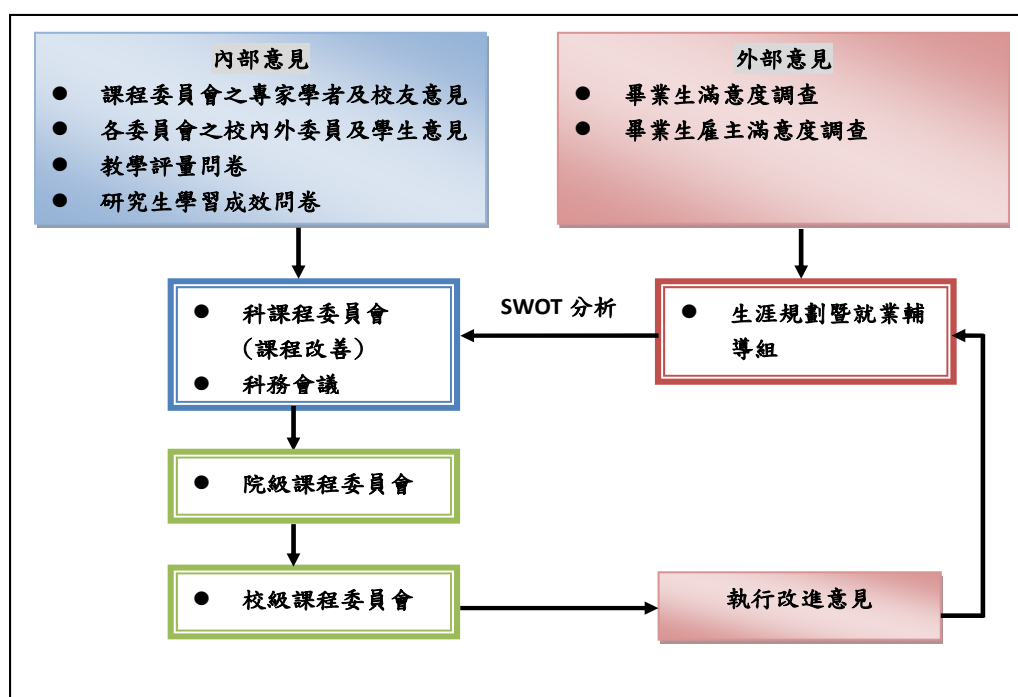 內部意見
● 課程委員會之專家學者及校友意見
● 各委員會之校內外委員及學生意見
● 教學評量問卷
● 研究生學習成效問卷
外部意見
● 畢業生滿意度調查
● 畢業生雇主滿意度調查
● 科課程委員會
(課程改善)
● 科務會議
SWOT 分析
● 生涯規劃暨就業輔
導組
● 院級課程委員會
● 校級課程委員會
執行改進意見